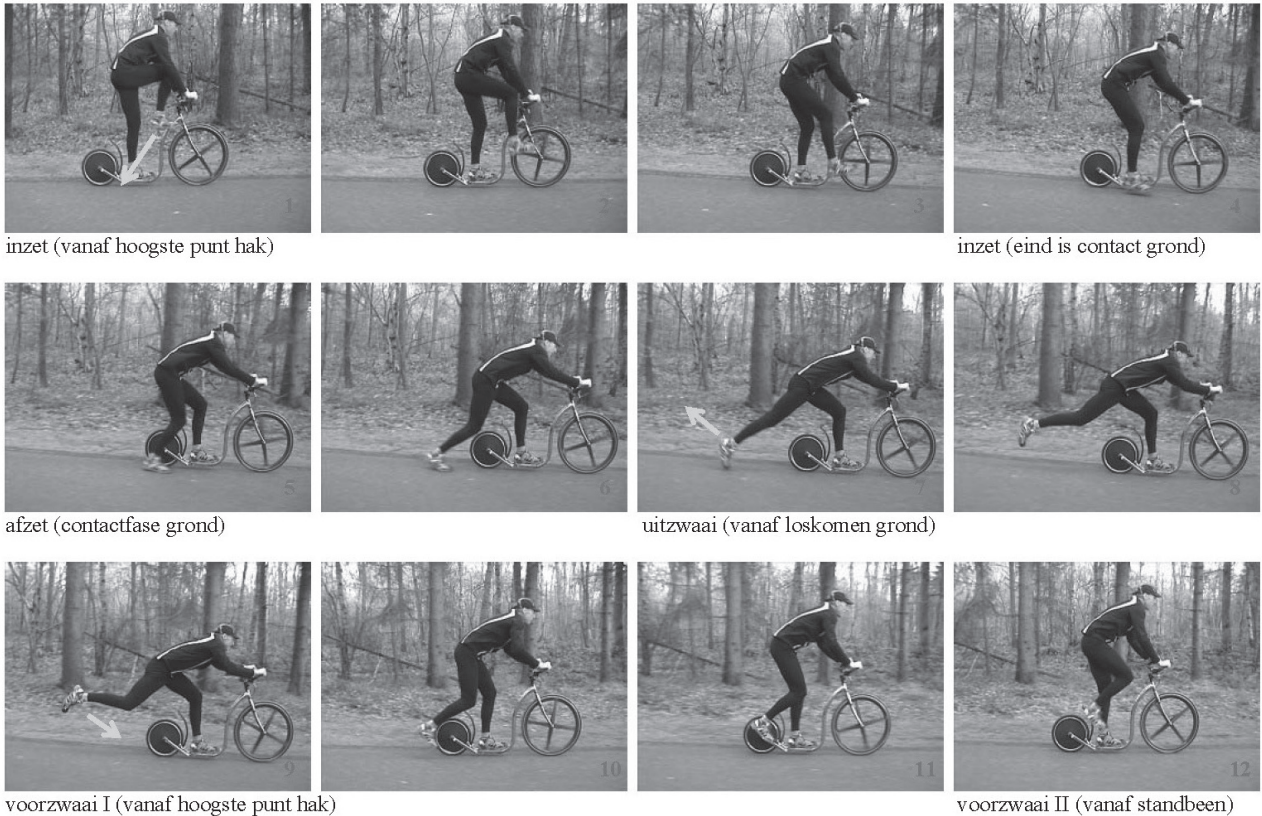 1
2
3
4
inzet (vanaf hoogste punt hak)
inzet (eind is contact grond)
5
6
7
8
afzet (contactfase grond)
uitzwaai (vanaf loskomen grond)
9
10
11
12
voorzwaai I (vanaf hoogste punt hak)
voorzwaai II (vanaf standbeen)